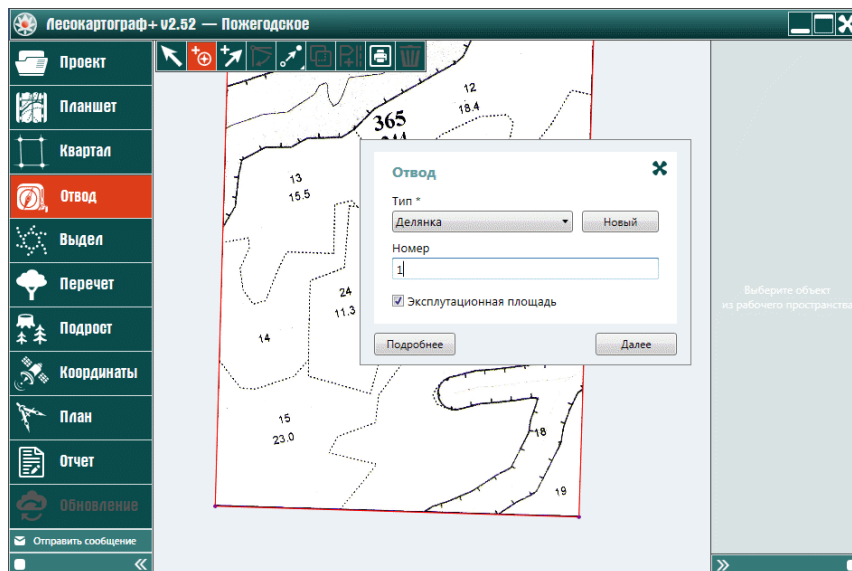 Лесокартограф+ v2.52 — Пожегодское
Проект
Планшет
Квартал
Отвод
Выдел
Перечет
Подрост
Координаты
План
Отчет
Обновление
Отправить сообщение
12
18.4
365
13
15.5
24
11.3
14
15
23.0
18
19
Отвод
Тип *
Делянка
Новый
Номер
1
Эксплутационная площадь
Подробнее
Далее
Выберите объект
из рабочего пространства